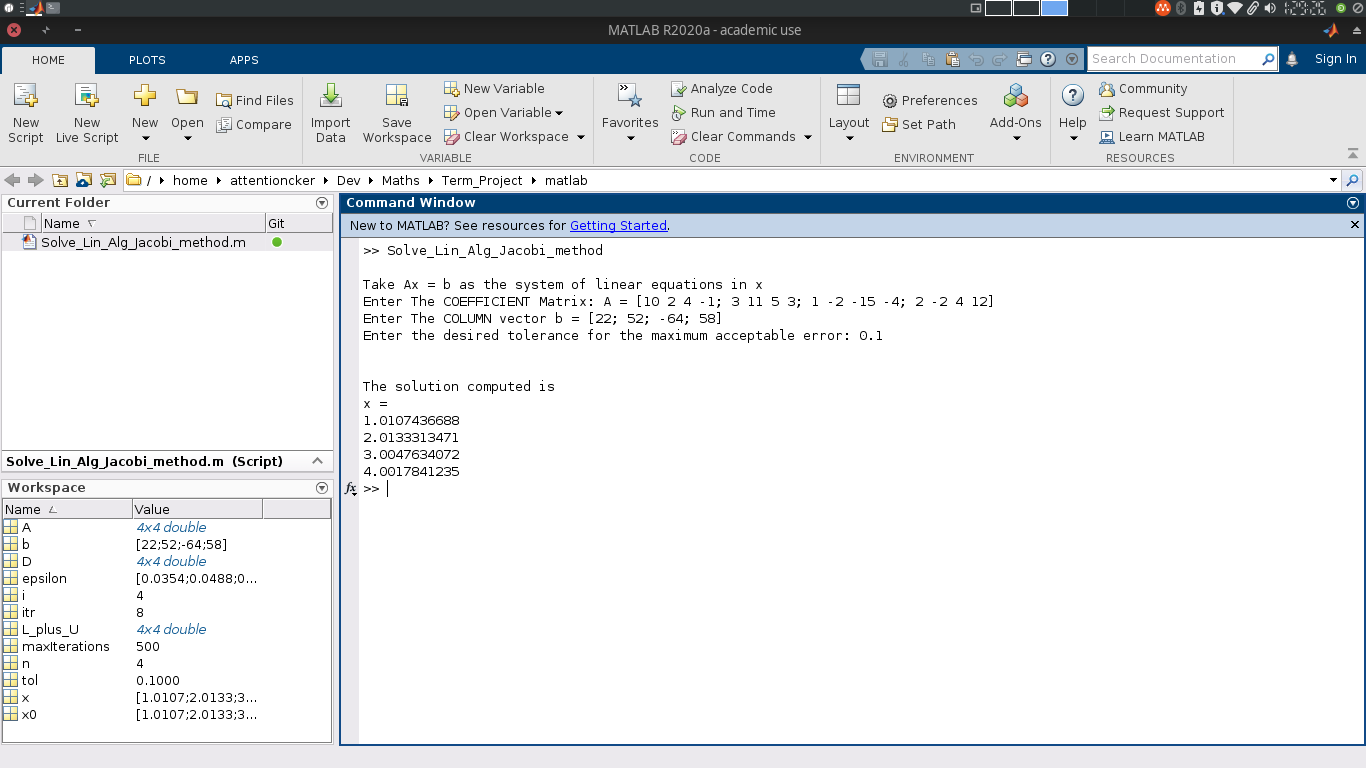 MATLAB R2020a - academic use
HOME PLOTS APPS
Search Documentation
Sign In
New Script
New Live Script
New
Open
Find Files
Compare
Import Data
Save Workspace
New Variable
Open Variable
Clear Workspace
Favorites
Analyze Code
Run and Time
Clear Commands
Layout
Preferences
Set Path
Add-Ons
Help
Community
Request Support
Learn MATLAB
FILE VARIABLE CODE ENVIRONMENT RESOURCES
/ home attentioncker Dev Maths Term_Project matlab
Current Folder
Name Git
Solve_Lin_Alg_Jacobi_method.m
Solve_Lin_Alg_Jacobi_method.m (Script)
Workspace
Name Value
A 4x4 double
b [22;52;-64;58]
D 4x4 double
epsilon [0.0354;0.0488;0...
i 4
itr 8
L_plus_U 4x4 double
maxIterations 500
n 4
tol 0.1000
x [1.0107;2.0133;3...
x0 [1.0107;2.0133;3...
Command Window
New to MATLAB? See resources for Getting Started.
>> Solve_Lin_Alg_Jacobi_method
Take Ax = b as the system of linear equations in x
Enter The COEFFICIENT Matrix: A = [10 2 4 -1; 3 11 5 3; 1 -2 -15 -4; 2 -2 4 12]
Enter The COLUMN vector b = [22; 52; -64; 58]
Enter the desired tolerance for the maximum acceptable error: 0.1
The solution computed is
x =
1.0107436688
2.0133313471
3.0047634072
4.0017841235
fx >>